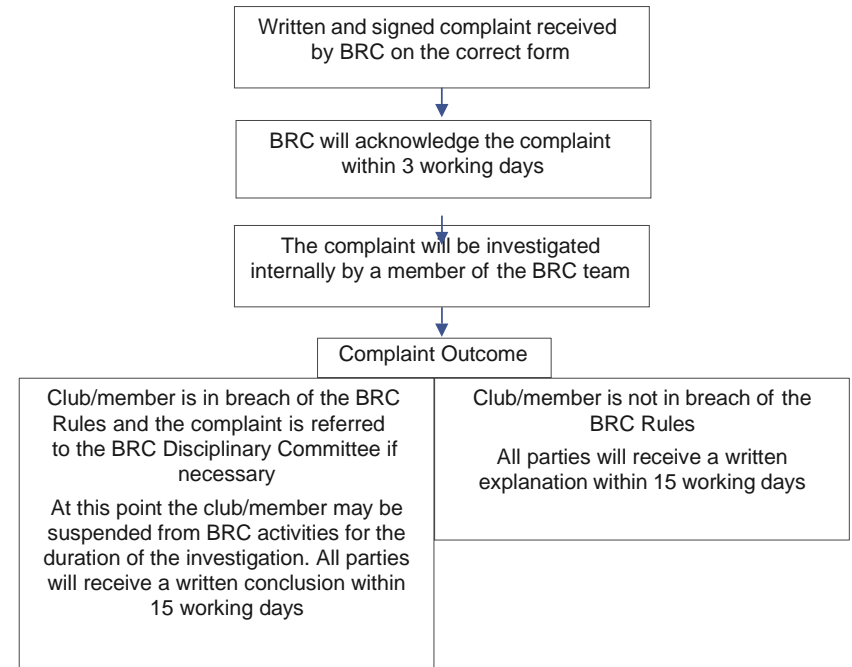 Written and signed complaint received
by BRC on the correct form
BRC will acknowledge the complaint
within 3 working days
The complaint will be investigated
internally by a member of the BRC team
Complaint Outcome
Club/member is in breach of the BRC
Rules and the complaint is referred
to the BRC Disciplinary Committee if
necessary
At this point the club/member may be
suspended from BRC activities for the
duration of the investigation. All parties
will receive a written conclusion within
15 working days
Club/member is not in breach of the
BRC Rules
All parties will receive a written
explanation within 15 working days